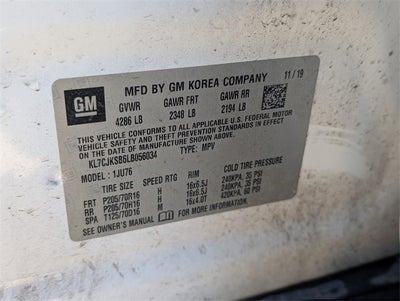 GM
MFD BY GM KOREA COMPANY 11/19
GVWR GAWR FRT GAWR RR
4286 LB 2348 LB 2194 LB
THIS VEHICLE CONFORMS TO ALL APPLICABLE U.S. FEDERAL MOTOR
VEHICLE SAFETY AND THEFT PREVENTION STANDARDS IN EFFECT ON THE DATE
OF MANUFACTURE SHOWN ABOVE.
KL7CJKSB5LB056034 TYPE: MPV
MODEL: 1JU76
TIRE SIZE SPEED RTG RIM COLD TIRE PRESSURE
FRT P205/70R16 H 16x6.5J 240KPA, 35 PSI
RR P205/70R16 H 16x6.5J 240KPA, 35 PSI
SPA T125/70D16 M 16x4.0T 420KPA, 60 PSI
SEE OWNER'S MANUAL FOR MORE INFORMATION.